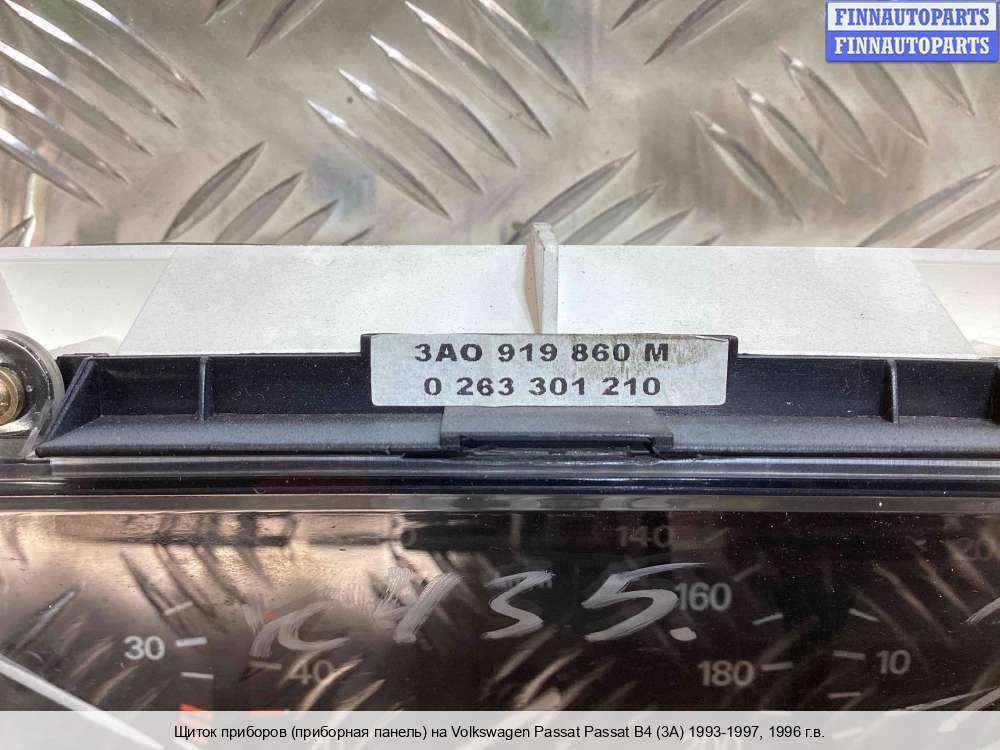 FINNAUTOPARTS
FINNAUTOPARTS
3AO 919 860 M
0 263 301 210
140
160
30
40
180
10
Щиток приборов (приборная панель) на Volkswagen Passat Passat B4 (3A) 1993-1997, 1996 г.в.